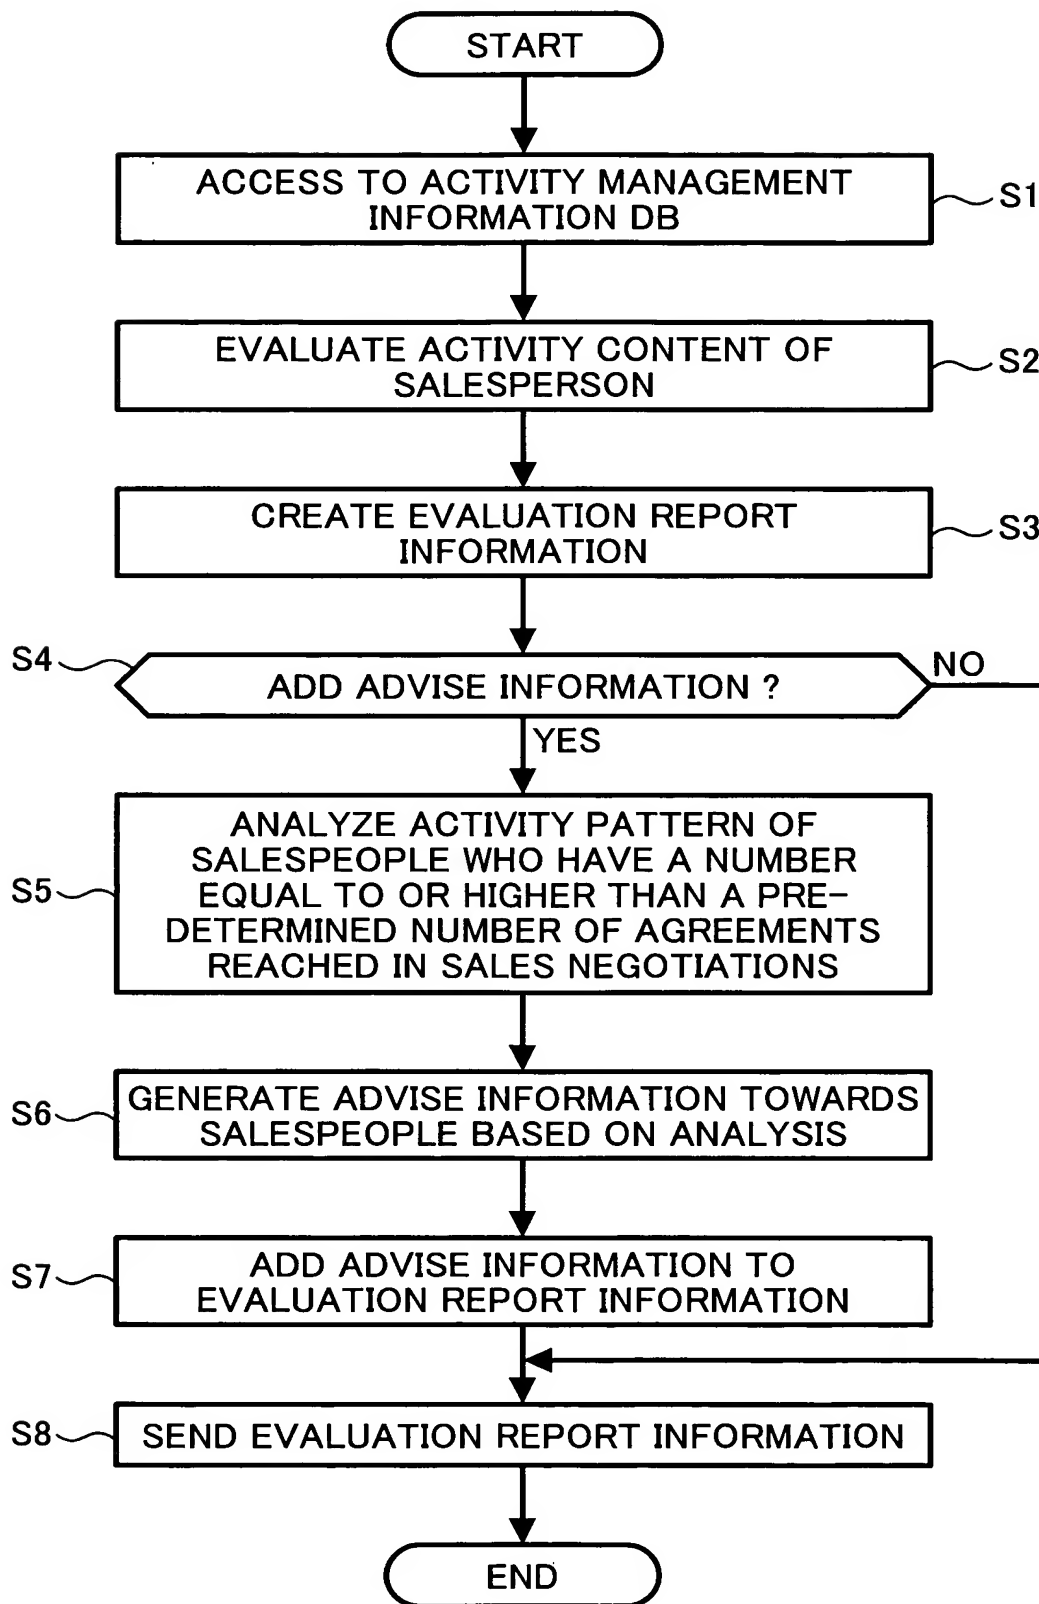 START
ACCESS TO ACTIVITY MANAGEMENT
INFORMATION DB
S1
EVALUATE ACTIVITY CONTENT OF
SALESPERSON
S2
CREATE EVALUATION REPORT
INFORMATION
S3
S4
ADD ADVISE INFORMATION ?
NO
YES
S5
ANALYZE ACTIVITY PATTERN OF
SALESPEOPLE WHO HAVE A NUMBER
EQUAL TO OR HIGHER THAN A PRE-
DETERMINED NUMBER OF AGREEMENTS
REACHED IN SALES NEGOTIATIONS
S6
GENERATE ADVISE INFORMATION TOWARDS
SALESPEOPLE BASED ON ANALYSIS
S7
ADD ADVISE INFORMATION TO
EVALUATION REPORT INFORMATION
S8
SEND EVALUATION REPORT INFORMATION
END